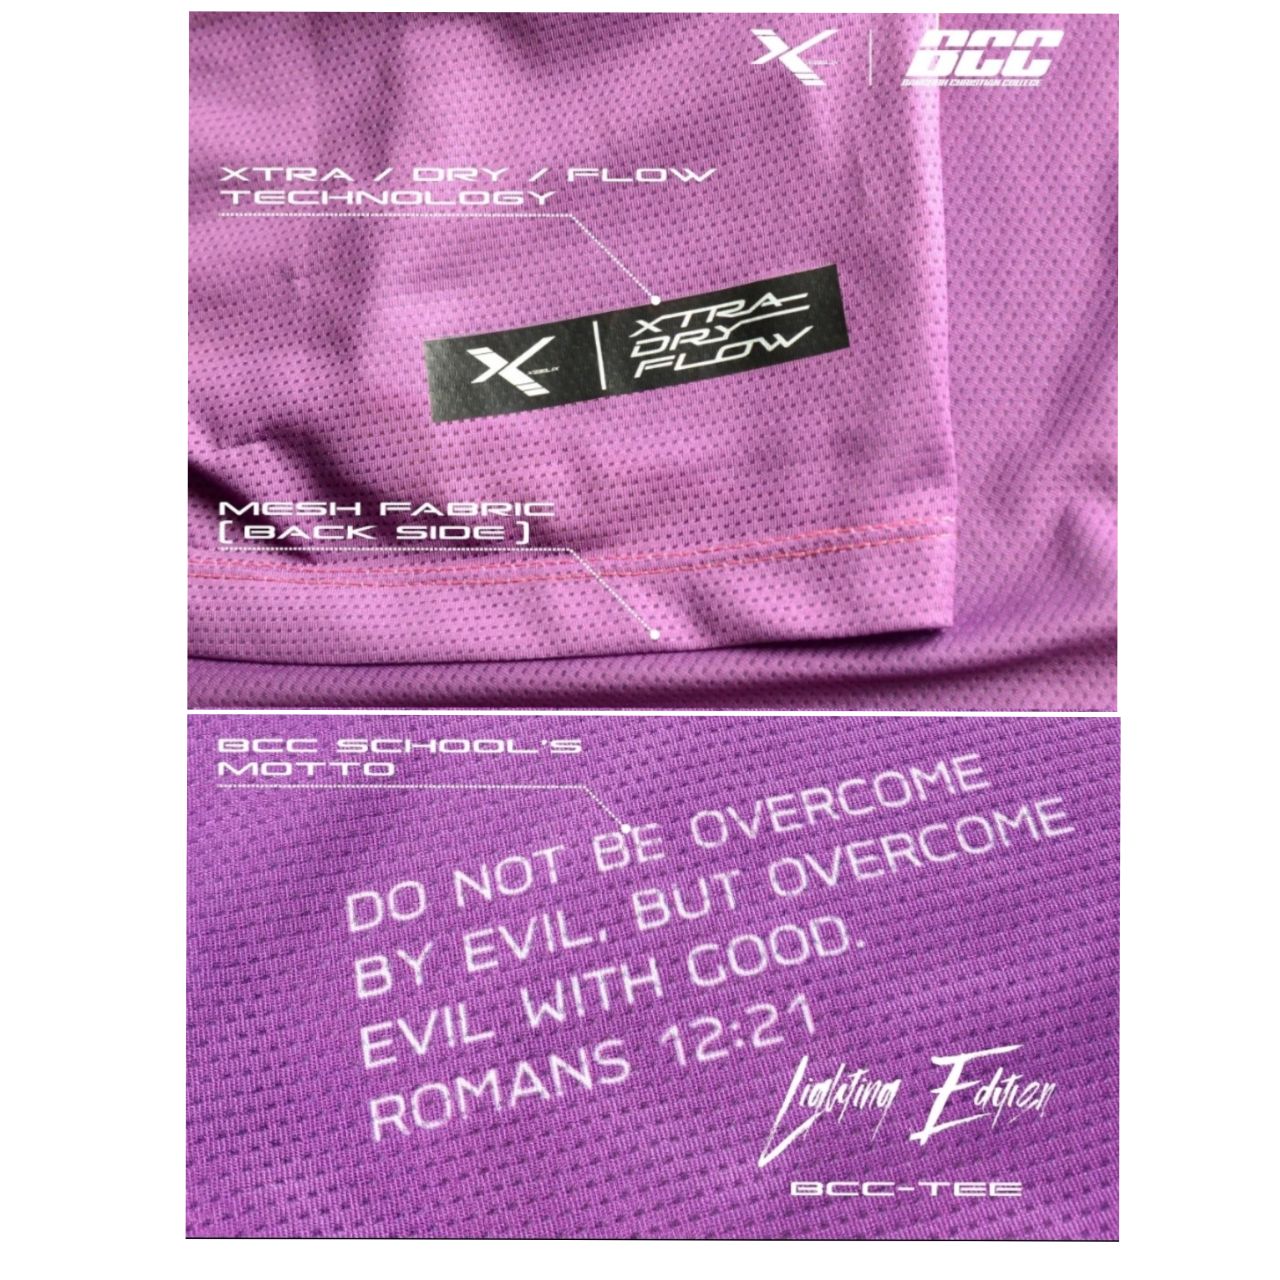 BCC
XTRA / DRY / FLOW
TECHNOLOGY
XTRA
DRY
FLOW
MESH FABRIC
[ BACK SIDE ]
BCC SCHOOL'S
MOTTO
DO NOT BE OVERCOME
BY EVIL, BUT OVERCOME
EVIL WITH GOOD.
ROMANS 12:21
Lighting Edition
BCC-TEE